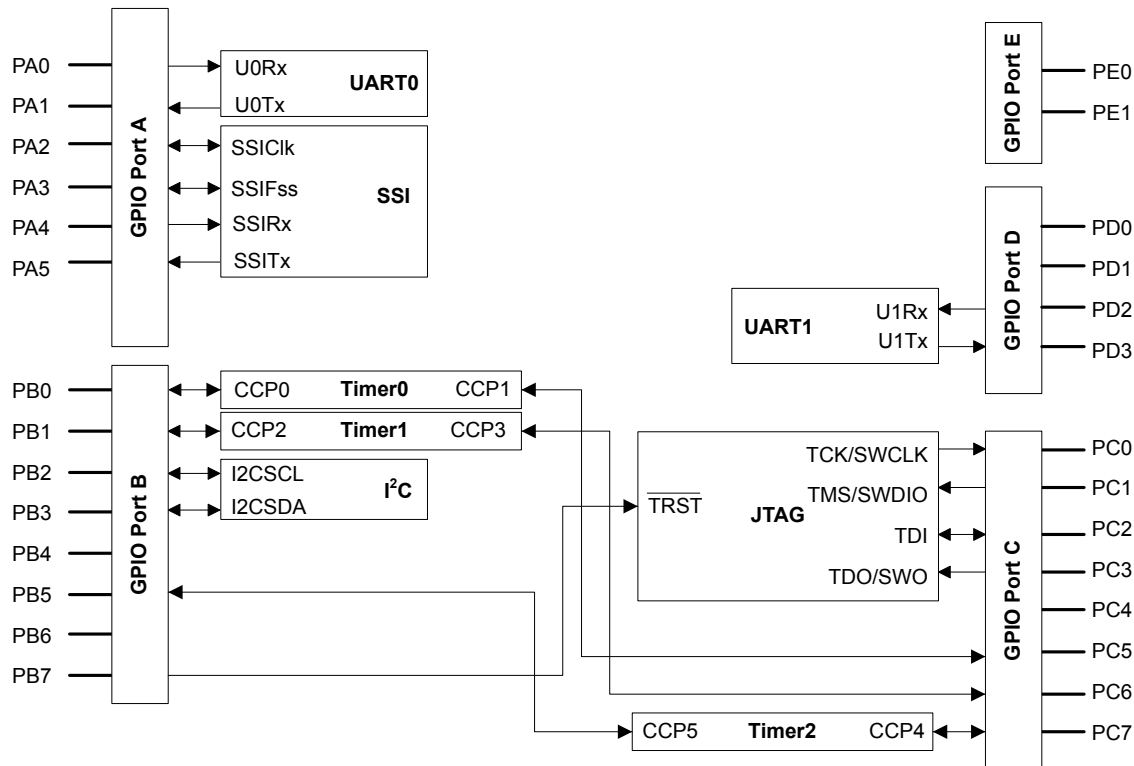 PA0
PA1
PA2
PA3
PA4
PA5
GPIO Port A
U0Rx
U0Tx
UART0
SSIClk
SSIFss
SSIRx
SSITx
SSI
GPIO Port E
PE0
PE1
GPIO Port D
PD0
PD1
PD2
PD3
UART1
U1Rx
U1Tx
PB0
PB1
PB2
PB3
PB4
PB5
PB6
PB7
GPIO Port B
CCP0 Timer0 CCP1
CCP2 Timer1 CCP3
I2CSCL
I2CSDA
I²C
TRST
JTAG
TCK/SWCLK
TMS/SWDIO
TDI
TDO/SWO
GPIO Port C
PC0
PC1
PC2
PC3
PC4
PC5
PC6
PC7
CCP5 Timer2 CCP4